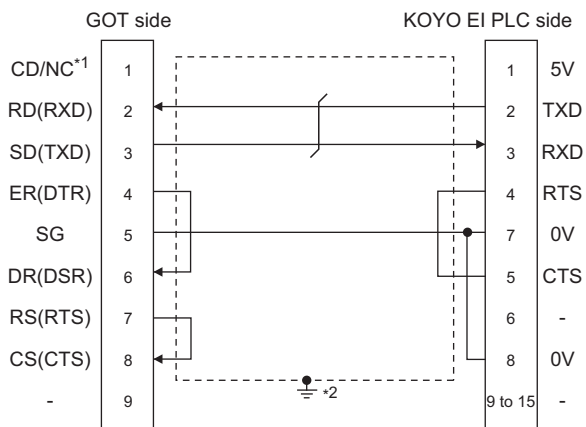 GOT side KOYO EI PLC side
CD/NC*1 1 1 5V
RD(RXD) 2 2 TXD
SD(TXD) 3 3 RXD
ER(DTR) 4 4 RTS
SG 5 7 0V
DR(DSR) 6 5 CTS
RS(RTS) 7 6 -
CS(CTS) 8 8 0V
- 9 *2 9 to 15 -